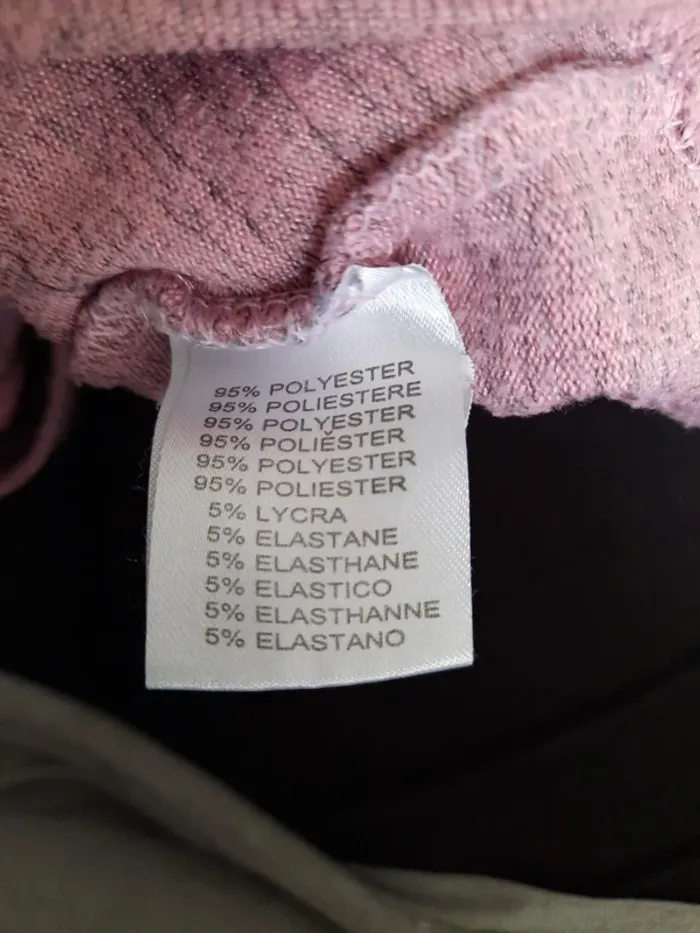 95% POLYESTER
95% POLIESTERE
95% POLYESTER
95% POLIÉSTER
95% POLYESTER
95% POLIESTER
5% LYCRA
5% ELASTANE
5% ELASTHANE
5% ELASTICO
5% ELASTHANNE
5% ELASTANO